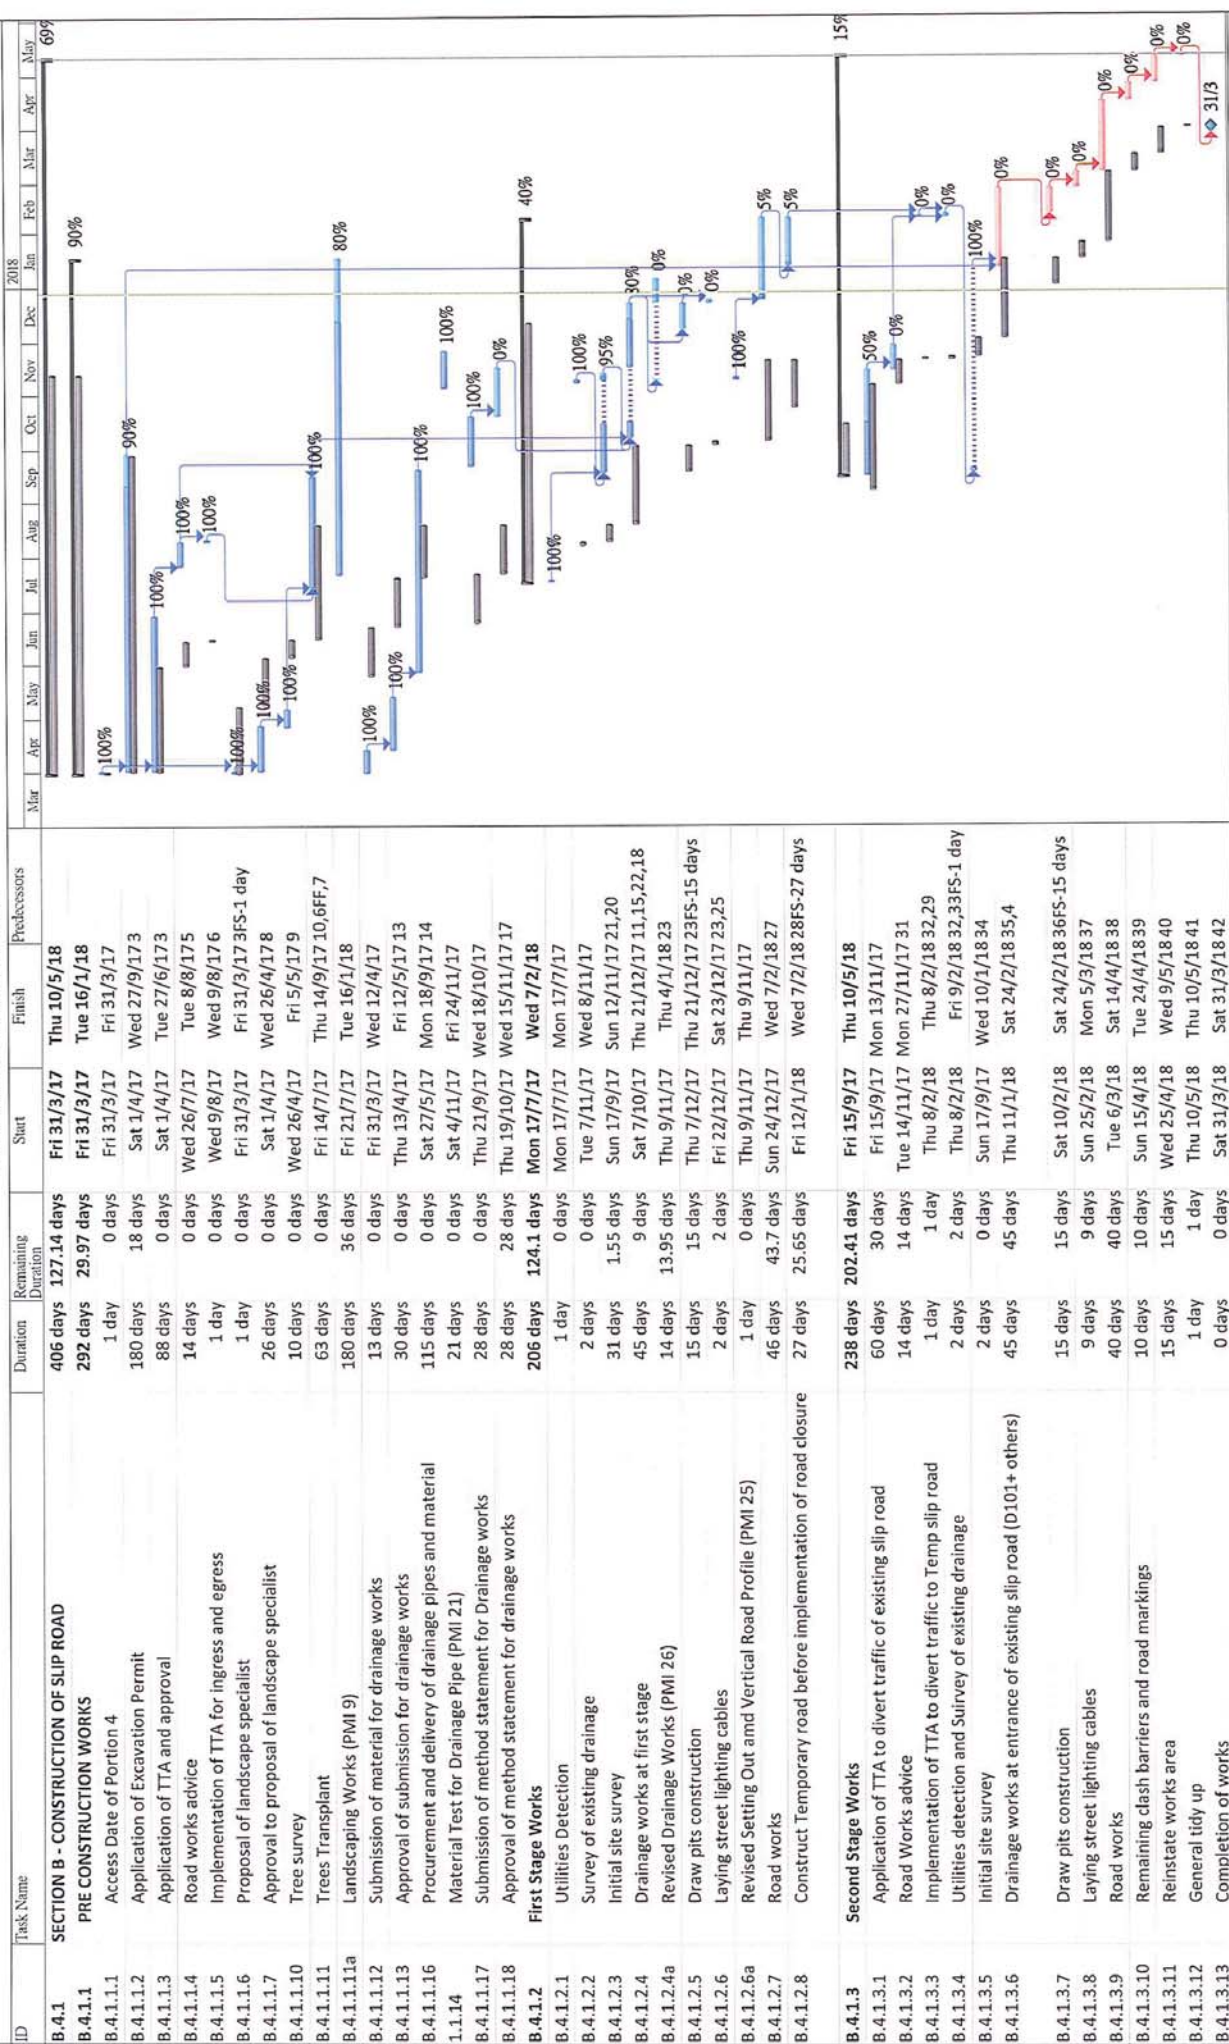 ID Task Name Duration Remaining Duration Start Finish Predecessors Mar Apr May Jun Jul Aug Sep Oct Nov Dec 2018 Jan Feb Mar Apr May
B.4.1 SECTION B - CONSTRUCTION OF SLIP ROAD 406 days 127.14 days Fri 31/3/17 Thu 10/5/18 69%
B.4.1.1 PRE CONSTRUCTION WORKS 292 days 29.97 days Fri 31/3/17 Tue 16/1/18 90%
B.4.1.1.1 Access Date of Portion 4 1 day 0 days Fri 31/3/17 Fri 31/3/17 100%
B.4.1.1.2 Application of Excavation Permit 180 days 18 days Sat 1/4/17 Wed 27/9/17 3 90%
B.4.1.1.3 Application of TTA and approval 88 days 0 days Sat 1/4/17 Tue 27/6/17 3 100%
B.4.1.1.4 Road works advice 14 days 0 days Wed 26/7/17 Tue 8/8/17 5 100%
B.4.1.1.5 Implementation of TTA for ingress and egress 1 day 0 days Wed 9/8/17 Wed 9/8/17 6 100%
B.4.1.1.6 Proposal of landscape specialist 1 day 0 days Fri 31/3/17 Fri 31/3/17 3FS-1 day 100%
B.4.1.1.7 Approval to proposal of landscape specialist 26 days 0 days Sat 1/4/17 Wed 26/4/17 8 100%
B.4.1.1.10 Tree survey 10 days 0 days Wed 26/4/17 Fri 5/5/17 9 100%
B.4.1.1.11 Trees Transplant 63 days 0 days Fri 14/7/17 Thu 14/9/17 10,6FF,7 100%
B.4.1.1.11a Landscaping Works (PMI 9) 180 days 36 days Fri 21/7/17 Tue 16/1/18 80%
B.4.1.1.12 Submission of material for drainage works 13 days 0 days Fri 31/3/17 Wed 12/4/17 100%
B.4.1.1.13 Approval of submission for drainage works 30 days 0 days Thu 13/4/17 Fri 12/5/17 13 100%
B.4.1.1.16 Procurement and delivery of drainage pipes and material 115 days 0 days Sat 27/5/17 Mon 18/9/17 14 100%
1.1.14 Material Test for Drainage Pipe (PMI 21) 21 days 0 days Sat 4/11/17 Fri 24/11/17 100%
B.4.1.1.17 Submission of method statement for Drainage works 28 days 0 days Thu 21/9/17 Wed 18/10/17 100%
B.4.1.1.18 Approval of method statement for drainage works 28 days 28 days Thu 19/10/17 Wed 15/11/17 17 0%
B.4.1.2 First Stage Works 206 days 124.1 days Mon 17/7/17 Wed 7/2/18 40%
B.4.1.2.1 Utilities Detection 1 day 0 days Mon 17/7/17 Mon 17/7/17 100%
B.4.1.2.2 Survey of existing drainage 2 days 0 days Tue 7/11/17 Wed 8/11/17 100%
B.4.1.2.3 Initial site survey 31 days 1.55 days Sun 17/9/17 Sun 12/11/17 21,20 95%
B.4.1.2.4 Drainage works at first stage 45 days 9 days Sat 7/10/17 Thu 21/12/17 11,15,22,18 80%
B.4.1.2.4a Revised Drainage Works (PMI 26) 14 days 13.95 days Thu 9/11/17 Thu 4/1/18 23 0%
B.4.1.2.5 Draw pits construction 15 days 15 days Thu 7/12/17 Thu 21/12/17 23FS-15 days 0%
B.4.1.2.6 Laying street lighting cables 2 days 2 days Fri 22/12/17 Sat 23/12/17 23,25 0%
B.4.1.2.6a Revised Setting Out amd Vertical Road Profile (PMI 25) 1 day 0 days Thu 9/11/17 Thu 9/11/17 100%
B.4.1.2.7 Road works 46 days 43.7 days Sun 24/12/17 Wed 7/2/18 27 5%
B.4.1.2.8 Construct Temporary road before implementation of road closure 27 days 25.65 days Fri 12/1/18 Wed 7/2/18 28FS-27 days 5%
B.4.1.3 Second Stage Works 238 days 202.41 days Fri 15/9/17 Thu 10/5/18 15%
B.4.1.3.1 Application of TTA to divert traffic of existing slip road 60 days 30 days Fri 15/9/17 Mon 13/11/17 50%
B.4.1.3.2 Road Works advice 14 days 14 days Tue 14/11/17 Mon 27/11/17 31 0%
B.4.1.3.3 Implementation of TTA to divert traffic to Temp slip road 1 day 1 day Thu 8/2/18 Thu 8/2/18 32,29 0%
B.4.1.3.4 Utilities detection and Suirvey of existing drainage 2 days 2 days Thu 8/2/18 Fri 9/2/18 32,33FS-1 day 0%
B.4.1.3.5 Initial site survey 2 days 0 days Sun 17/9/17 Wed 10/1/18 34 100%
B.4.1.3.6 Drainage works at entrance of existing slip road (D101+ others) 45 days 45 days Thu 11/1/18 Sat 24/2/18 35,4 0%
B.4.1.3.7 Draw pits construction 15 days 15 days Sat 10/2/18 Sat 24/2/18 36FS-15 days 0%
B.4.1.3.8 Laying street lighting cables 9 days 9 days Sun 25/2/18 Mon 5/3/18 37 0%
B.4.1.3.9 Road works 40 days 40 days Tue 6/3/18 Sat 14/4/18 38 0%
B.4.1.3.10 Remaining clash barriers and road markings 10 days 10 days Sun 15/4/18 Tue 24/4/18 39 0%
B.4.1.3.11 Reinstate works area 15 days 15 days Wed 25/4/18 Wed 9/5/18 40 0%
B.4.1.3.12 General tidy up 1 day 1 day Thu 10/5/18 Thu 10/5/18 41 0%
B.4.1.3.13 Completion of works 0 days 0 days Sat 31/3/18 Sat 31/3/18 42 31/3